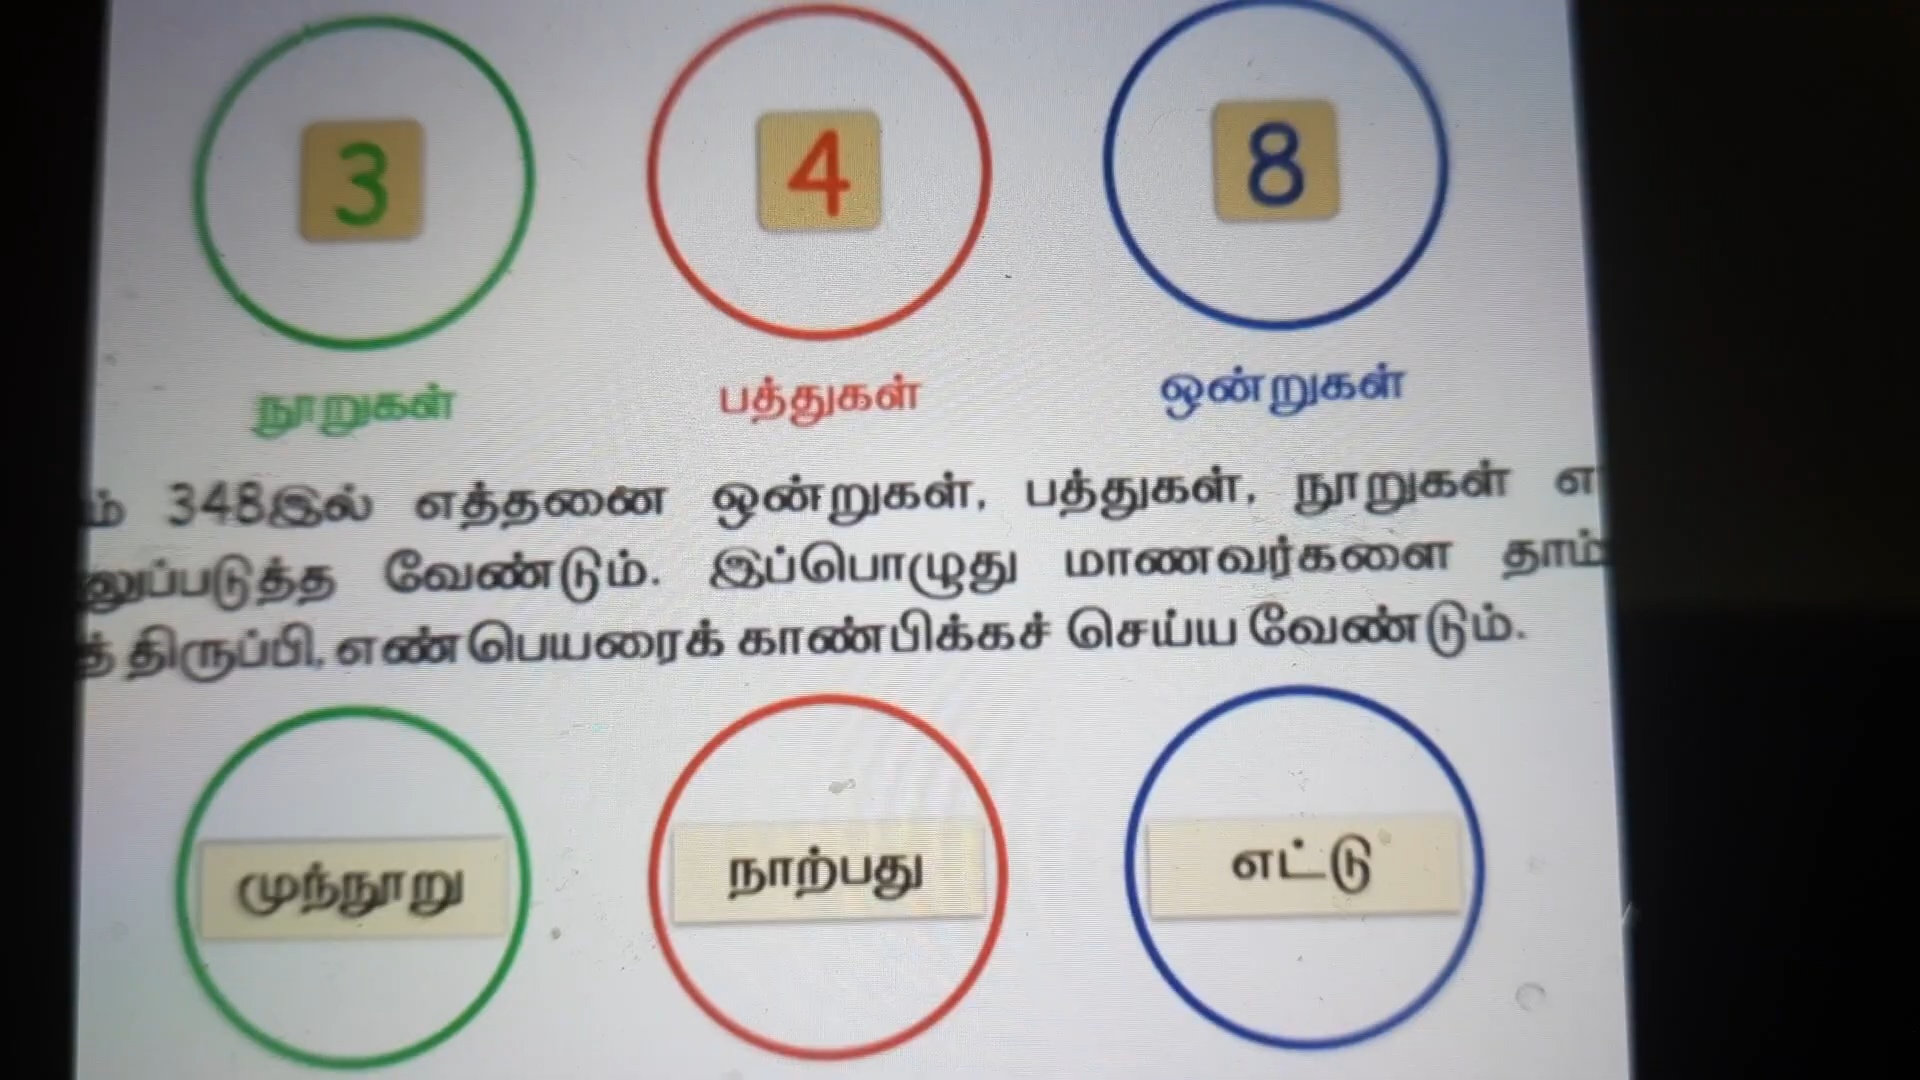 3 4 8
நூறுகள் பத்துகள் ஒன்றுகள்
348இல் எத்தனை ஒன்றுகள், பத்துகள், நூறுகள்
வேண்டும். இப்பொழுது மாணவர்களை
திருப்பி, எண்பெயரைக் காண்பிக்கச் செய்ய வேண்டும்.
முந்நூறு நாற்பது எட்டு